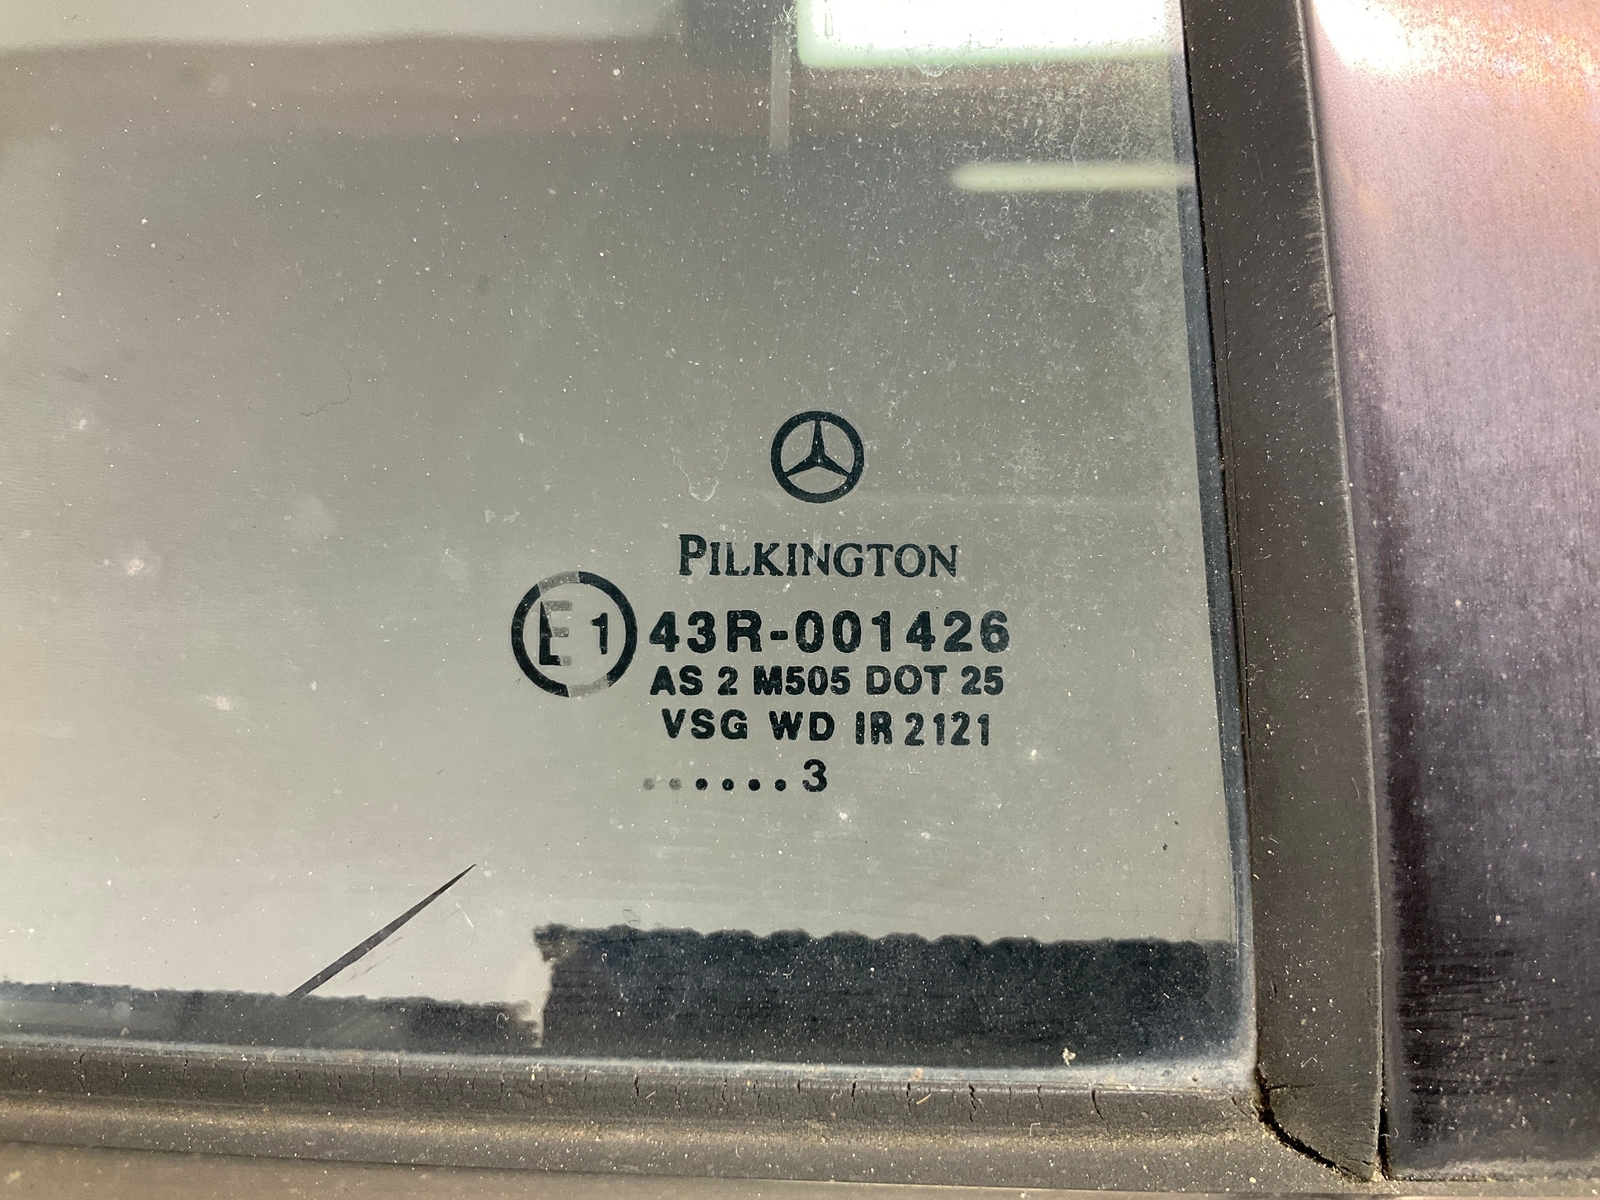 PILKINGTON
E1 43R-001426
AS 2 M505 DOT 25
VSG WD IR 2121
......3